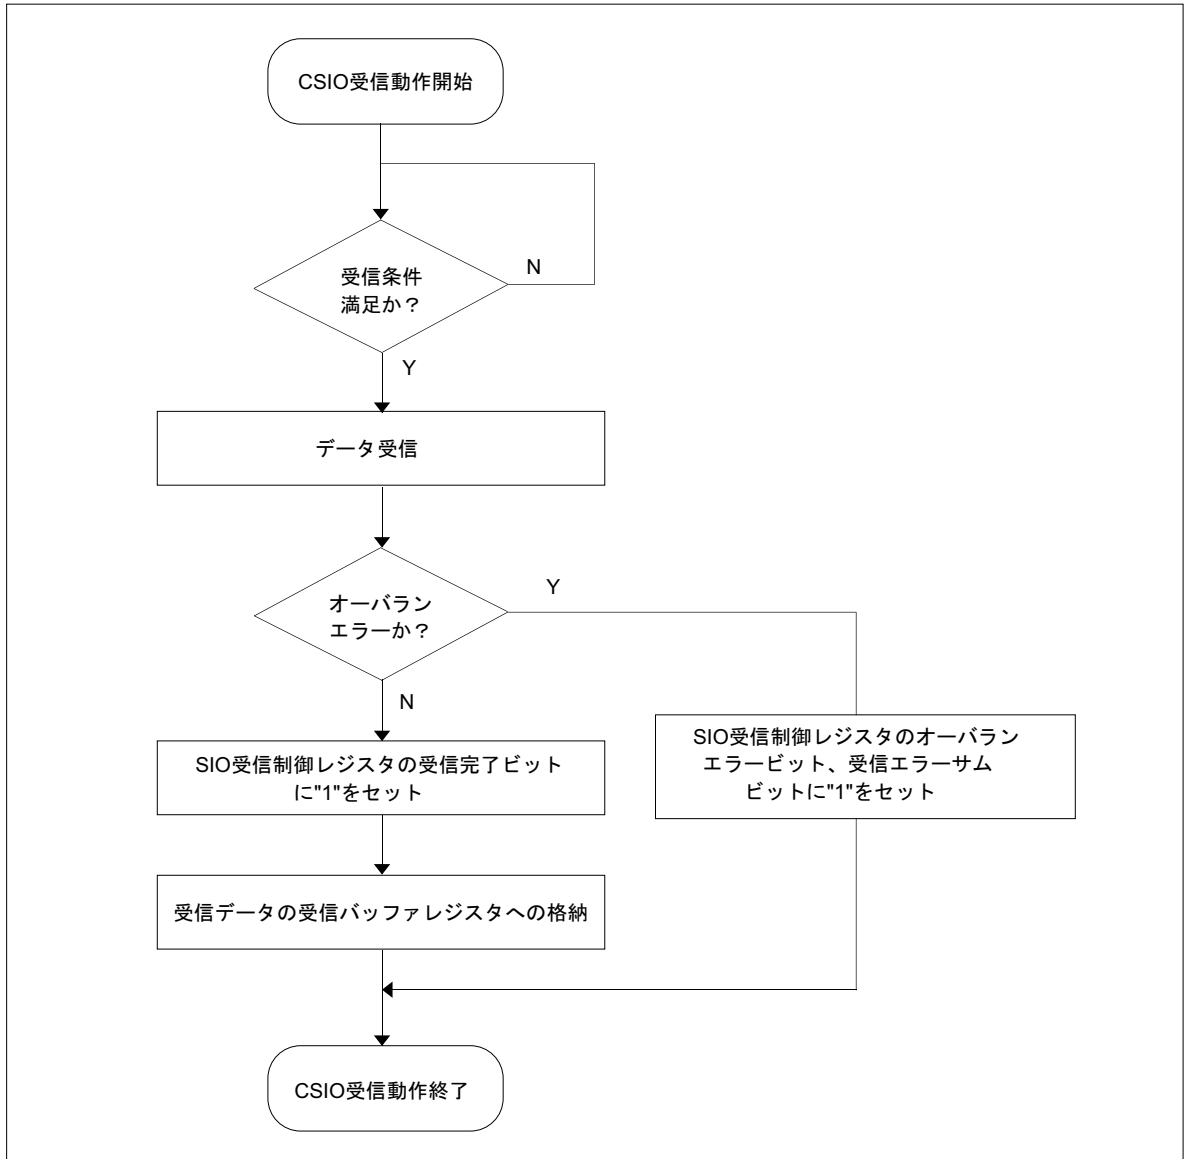 CSIO受信動作開始
受信条件
満足か？
N
Y
データ受信
オーバラン
エラーか？
Y
N
SIO受信制御レジスタの受信完了ビット
に"1"をセット
SIO受信制御レジスタのオーバラン
エラービット、受信エラーサム
ビットに"1"をセット
受信データの受信バッファレジスタへの格納
CSIO受信動作終了